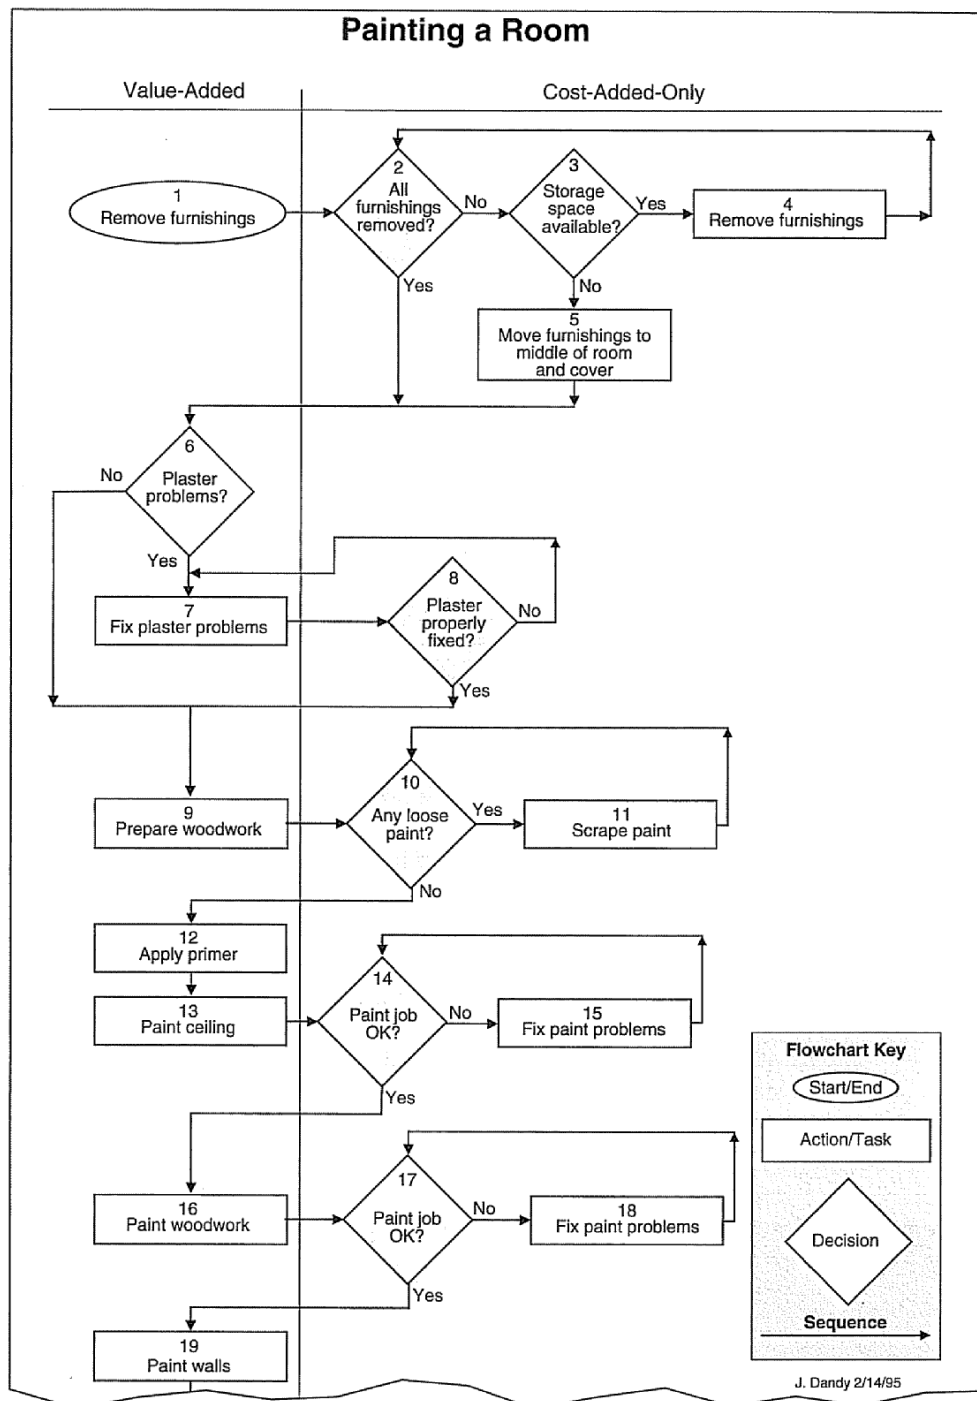 Painting a Room
Value-Added
Cost-Added-Only
1
Remove furnishings
2
All
furnishings
removed?
No
Yes
3
Storage
space
available?
Yes
No
4
Remove furnishings
5
Move furnishings to
middle of room
and cover
6
Plaster
problems?
No
Yes
7
Fix plaster problems
8
Plaster
properly
fixed?
No
Yes
9
Prepare woodwork
10
Any loose
paint?
Yes
No
11
Scrape paint
12
Apply primer
13
Paint ceiling
14
Paint job
OK?
No
Yes
15
Fix paint problems
16
Paint woodwork
17
Paint job
OK?
No
Yes
18
Fix paint problems
19
Paint walls
Flowchart Key
Start/End
Action/Task
Decision
Sequence
J. Dandy 2/14/95